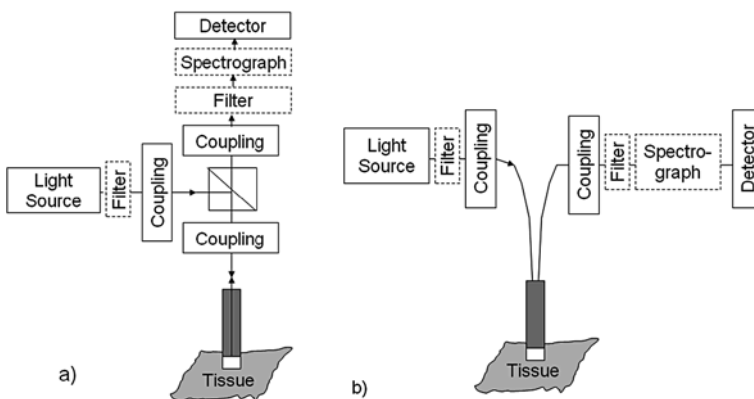 Detector
Spectrograph
Filter
Coupling
Light
Source
Filter
Coupling
Coupling
Tissue
a)
Light
Source
Filter
Coupling
Coupling
Filter
Spectro-
graph
Detector
Tissue
b)